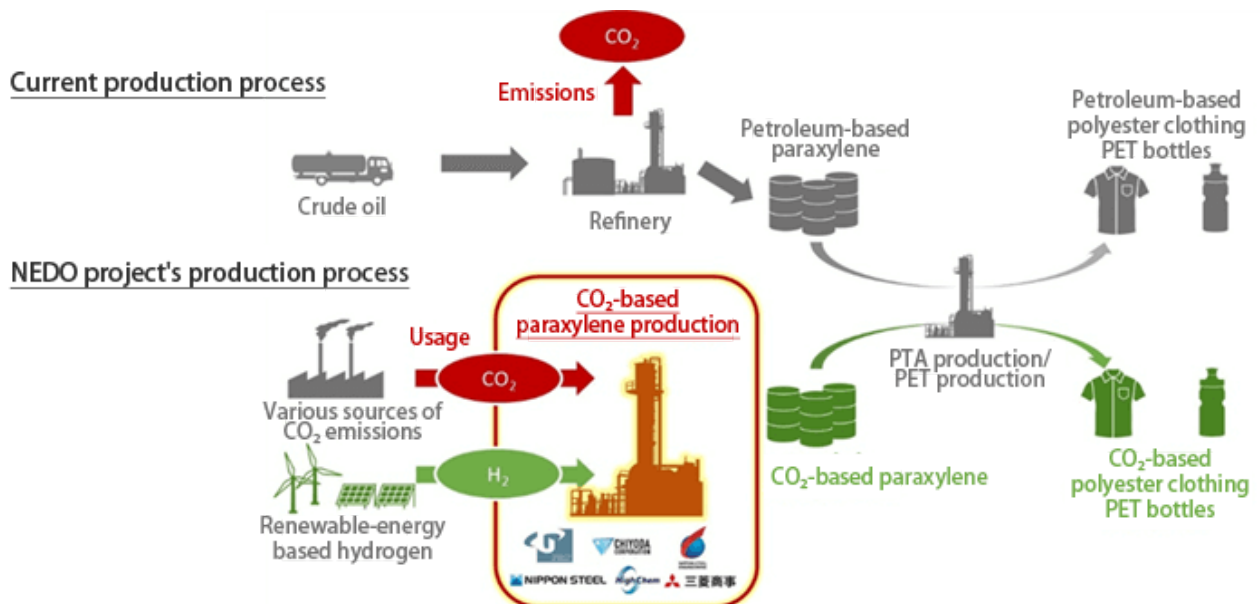 CO₂
Current production process
Emissions
Petroleum-based
paraxylene
Petroleum-based
polyester clothing
PET bottles
Crude oil
Refinery
NEDO project's production process
CO₂-based
paraxylene production
Usage
CO₂
PTA production/
PET production
Various sources of
CO₂ emissions
H₂
CO₂-based paraxylene
CO₂-based
polyester clothing
PET bottles
Renewable-energy
based hydrogen
CHIYODA
CORPORATION
NIPPON STEEL
HighChem
三菱商事